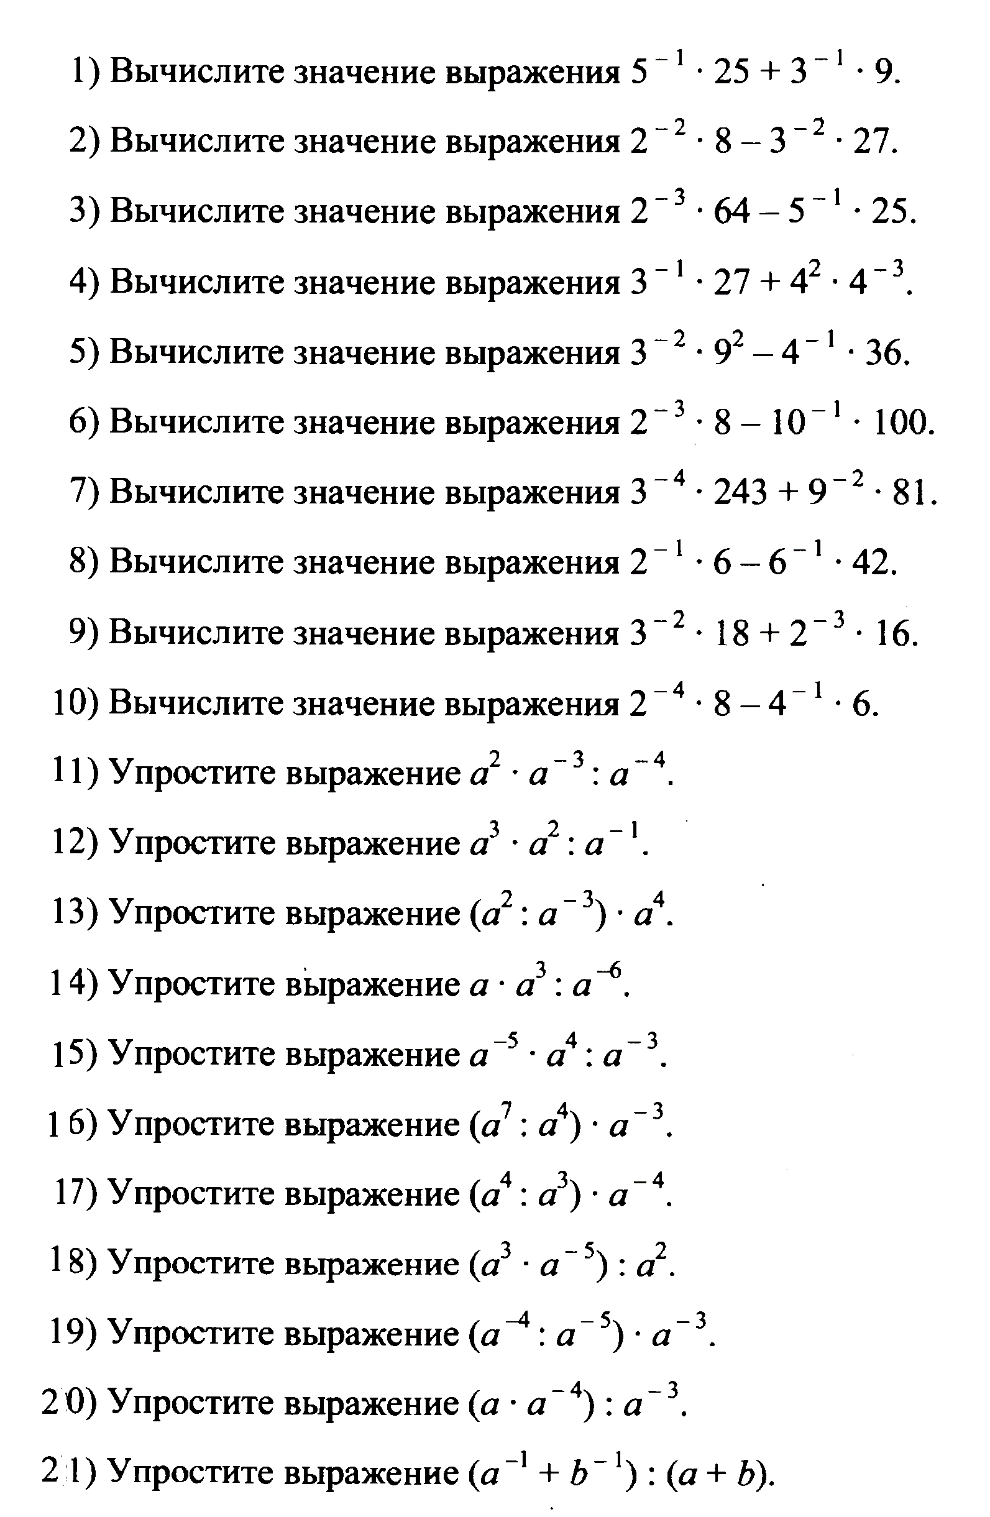 1) Вычислите значение выражения 5⁻¹ · 25 + 3⁻¹ · 9.
2) Вычислите значение выражения 2⁻² · 8 – 3⁻² · 27.
3) Вычислите значение выражения 2⁻³ · 64 – 5⁻¹ · 25.
4) Вычислите значение выражения 3⁻¹ · 27 + 4² · 4⁻³.
5) Вычислите значение выражения 3⁻² · 9² – 4⁻¹ · 36.
6) Вычислите значение выражения 2⁻³ · 8 – 10⁻¹ · 100.
7) Вычислите значение выражения 3⁻⁴ · 243 + 9⁻² · 81.
8) Вычислите значение выражения 2⁻¹ · 6 – 6⁻¹ · 42.
9) Вычислите значение выражения 3⁻² · 18 + 2⁻³ · 16.
10) Вычислите значение выражения 2⁻⁴ · 8 – 4⁻¹ · 6.
11) Упростите выражение a² · a⁻³ : a⁻⁴.
12) Упростите выражение a³ · a² : a⁻¹.
13) Упростите выражение (a² : a⁻³) · a⁴.
14) Упростите выражение a · a³ : a⁻⁶.
15) Упростите выражение a⁻⁵ · a⁴ : a⁻³.
16) Упростите выражение (a⁷ : a⁴) · a⁻³.
17) Упростите выражение (a⁴ : a³) · a⁻⁴.
18) Упростите выражение (a³ · a⁻⁵) : a².
19) Упростите выражение (a⁻⁴ : a⁻⁵) · a⁻³.
20) Упростите выражение (a · a⁻⁴) : a⁻³.
21) Упростите выражение (a⁻¹ + b⁻¹) : (a + b).